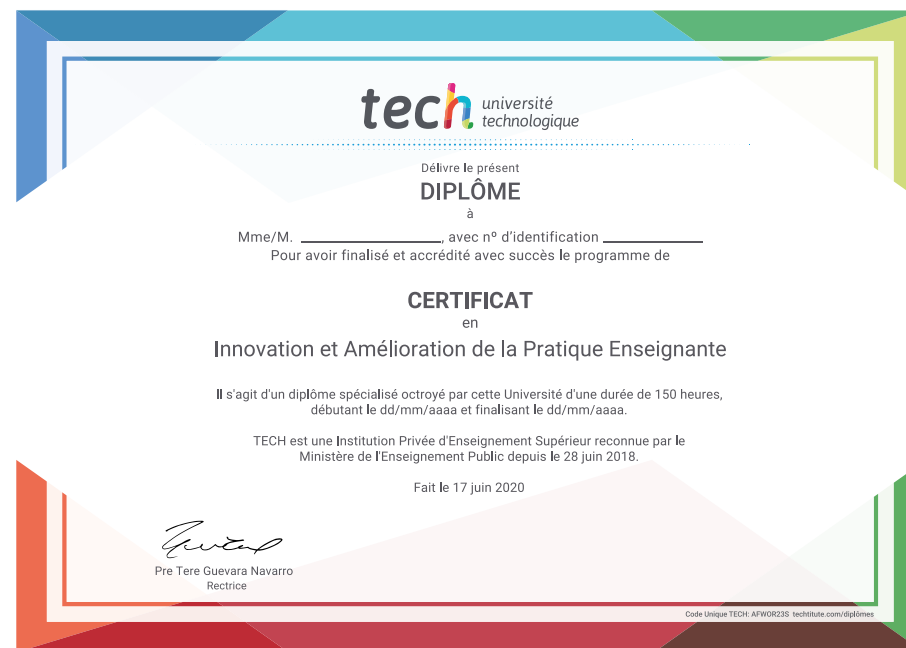 tech université
technologique
Délivre le présent
DIPLÔME
à
Mme/M. ____________________, avec nº d'identification ______________
Pour avoir finalisé et accrédité avec succès le programme de
CERTIFICAT
en
Innovation et Amélioration de la Pratique Enseignante
Il s'agit d'un diplôme spécialisé octroyé par cette Université d'une durée de 150 heures,
débutant le dd/mm/aaaa et finalisant le dd/mm/aaaa.
TECH est une Institution Privée d'Enseignement Supérieur reconnue par le
Ministère de l'Enseignement Public depuis le 28 juin 2018.
Fait le 17 juin 2020
Pre Tere Guevara Navarro
Rectrice
Code Unique TECH: AFWOR23S techtitute.com/diplômes